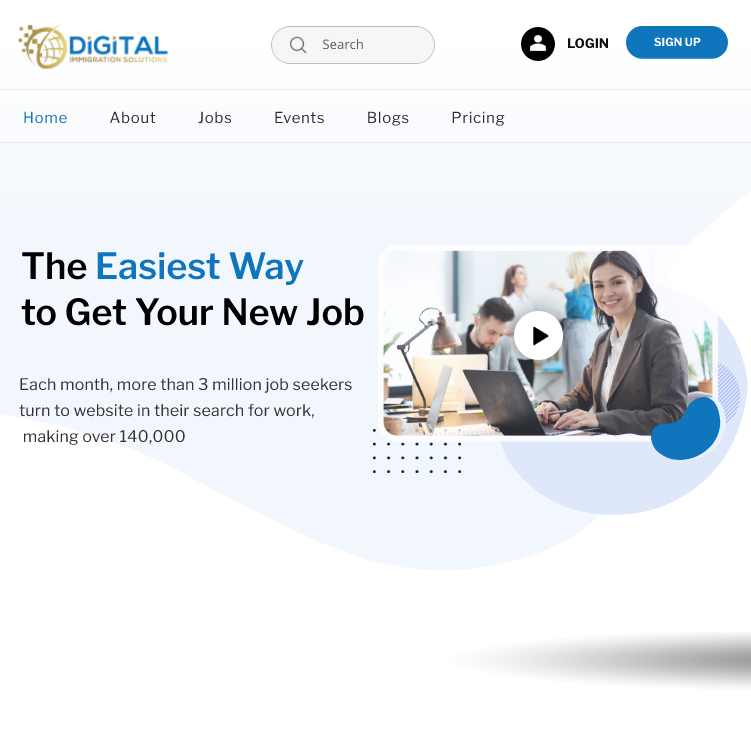 DiGiTAL
IMMIGRATION SOLUTIONS
Search
LOGIN
SIGN UP
Home About Jobs Events Blogs Pricing
The Easiest Way
to Get Your New Job
Each month, more than 3 million job seekers
turn to website in their search for work,
making over 140,000